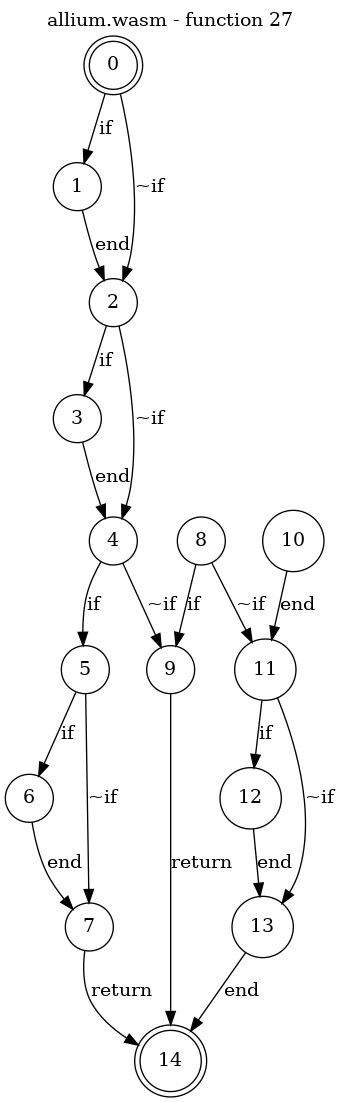 allium.wasm - function 27
0
if
~if
1
end
2
if
~if
3
end
4
8
10
if
~if
if
~if
end
5
9
11
if
~if
if
~if
6
12
end
return
end
7
13
return
end
14